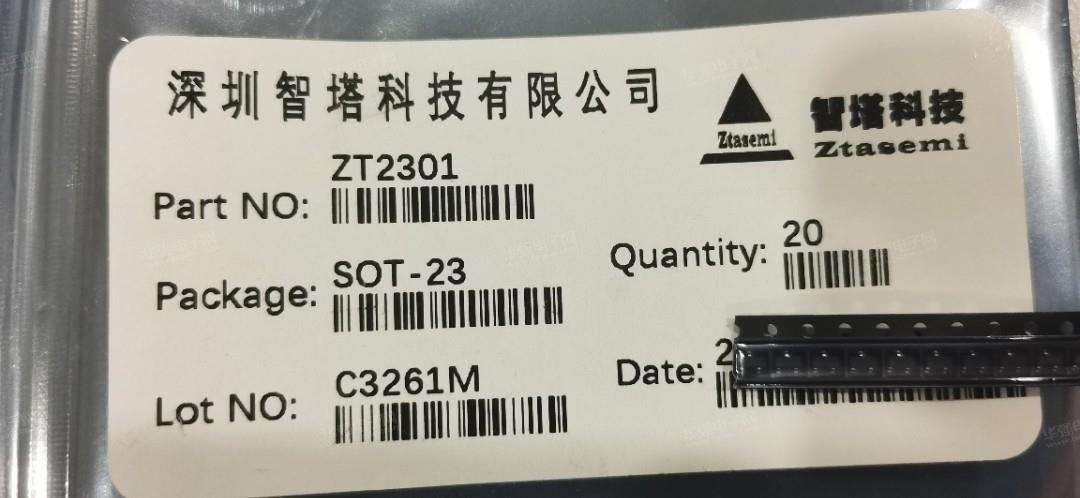 深圳智塔科技有限公司
Ztasemi
智塔科技
Ztasemi
Part NO: ZT2301
Package: SOT-23
Quantity: 20
Lot NO: C3261M
Date: 2